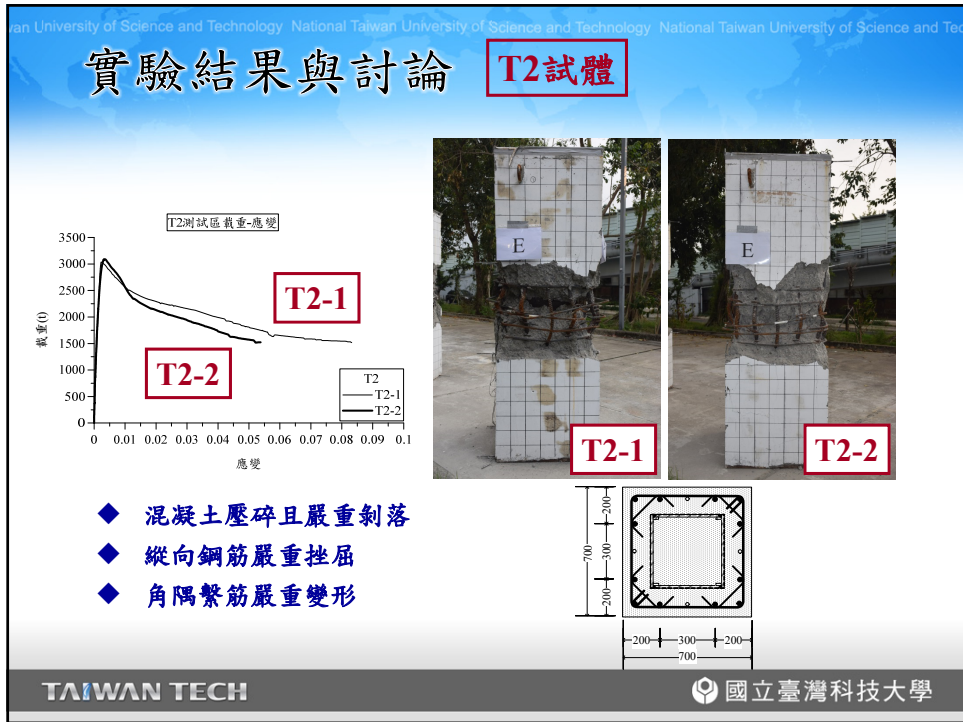 an University of Science and Technology National Taiwan University of Science and Technology National Taiwan University of Science and Tec
實驗結果與討論 T2試體
E
E
T2-1
T2-2
T2測試區載重-應變
3500
3000
2500
2000
1500
1000
500
0
載重(t)
T2-1
T2-2
T2
T2-1
T2-2
0 0.01 0.02 0.03 0.04 0.05 0.06 0.07 0.08 0.09 0.1
應變
◆ 混凝土壓碎且嚴重剝落
◆ 縱向鋼筋嚴重挫屈
◆ 角隅繫筋嚴重變形
200
300
200
700
200 300 200
700
TAIWAN TECH
國立臺灣科技大學